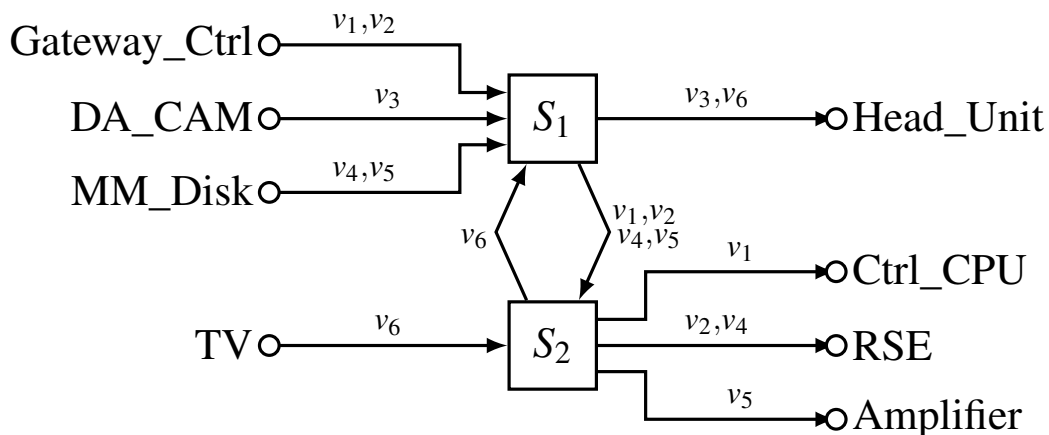 Gateway_Ctrl
v1,v2
DA_CAM
v3
S1
v3,v6
Head_Unit
MM_Disk
v4,v5
v6
v1,v2
v4,v5
v1
Ctrl_CPU
TV
v6
S2
v2,v4
RSE
v5
Amplifier